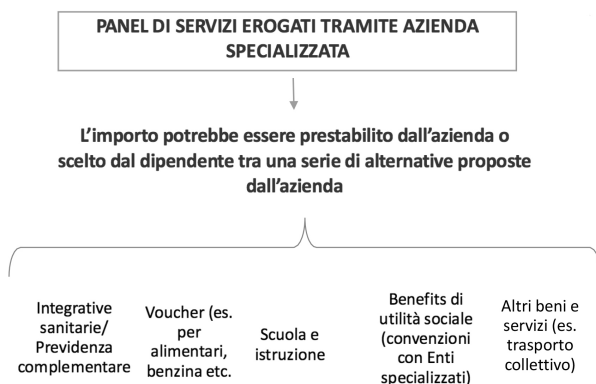 PANEL DI SERVIZI EROGATI TRAMITE AZIENDA
SPECIALIZZATA
L’importo potrebbe essere prestabilito dall’azienda o
scelto dal dipendente tra una serie di alternative proposte
dall’azienda
Integrative
sanitarie/
Previdenza
complementare
Voucher (es.
per
alimentari,
benzina etc.
Scuola e
istruzione
Benefits di
utilità sociale
(convenzioni
con Enti
specializzati)
Altri beni e
servizi (es.
trasporto
collettivo)